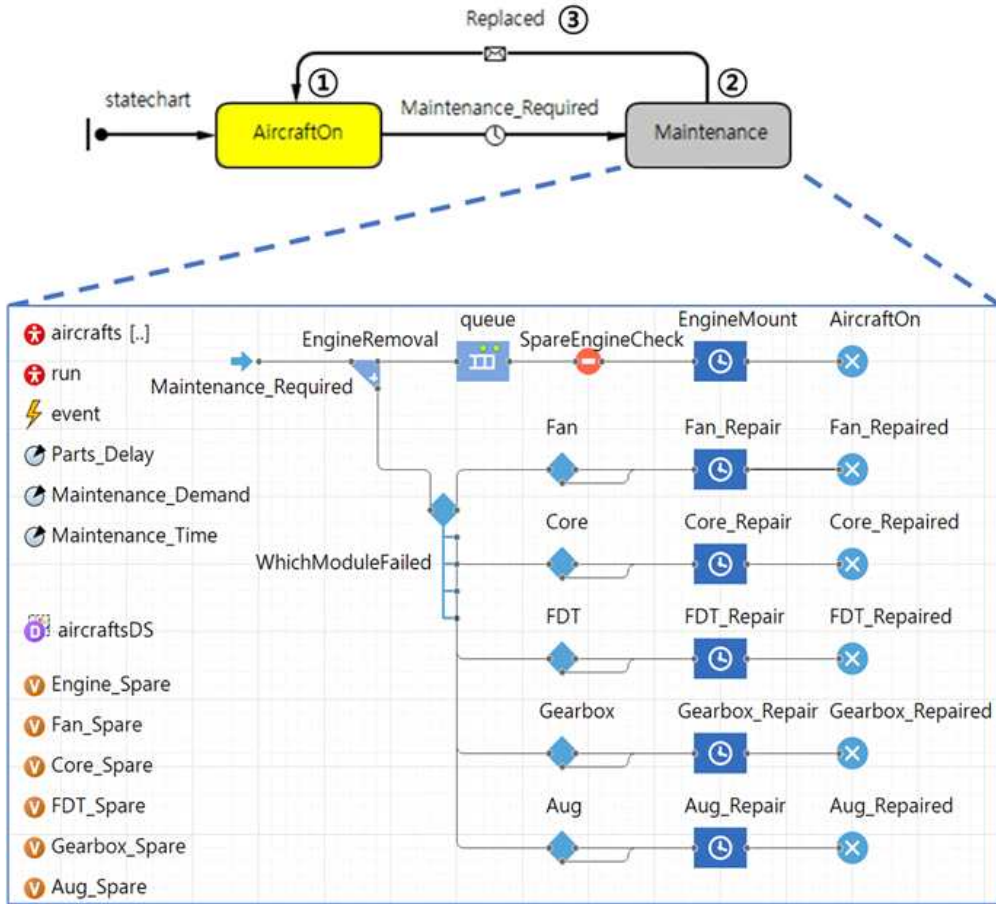 Replaced ③
①
②
statechart
Maintenance_Required
AircraftOn
Maintenance
aircrafts [..]
run
event
Parts_Delay
Maintenance_Demand
Maintenance_Time
aircraftsDS
Engine_Spare
Fan_Spare
Core_Spare
FDT_Spare
Gearbox_Spare
Aug_Spare
Maintenance_Required
EngineRemoval
queue
SpareEngineCheck
EngineMount
AircraftOn
WhichModuleFailed
Fan
Fan_Repair
Fan_Repaired
Core
Core_Repair
Core_Repaired
FDT
FDT_Repair
FDT_Repaired
Gearbox
Gearbox_Repair
Gearbox_Repaired
Aug
Aug_Repair
Aug_Repaired
D
V
V
V
V
V
V